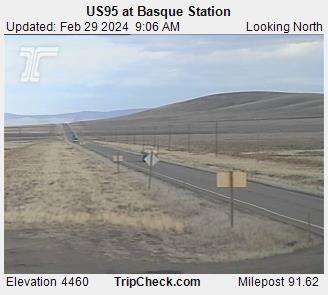 US95 at Basque Station
Updated: Feb 29 2024 9:06 AM Looking North
Elevation 4460 TripCheck.com Milepost 91.62